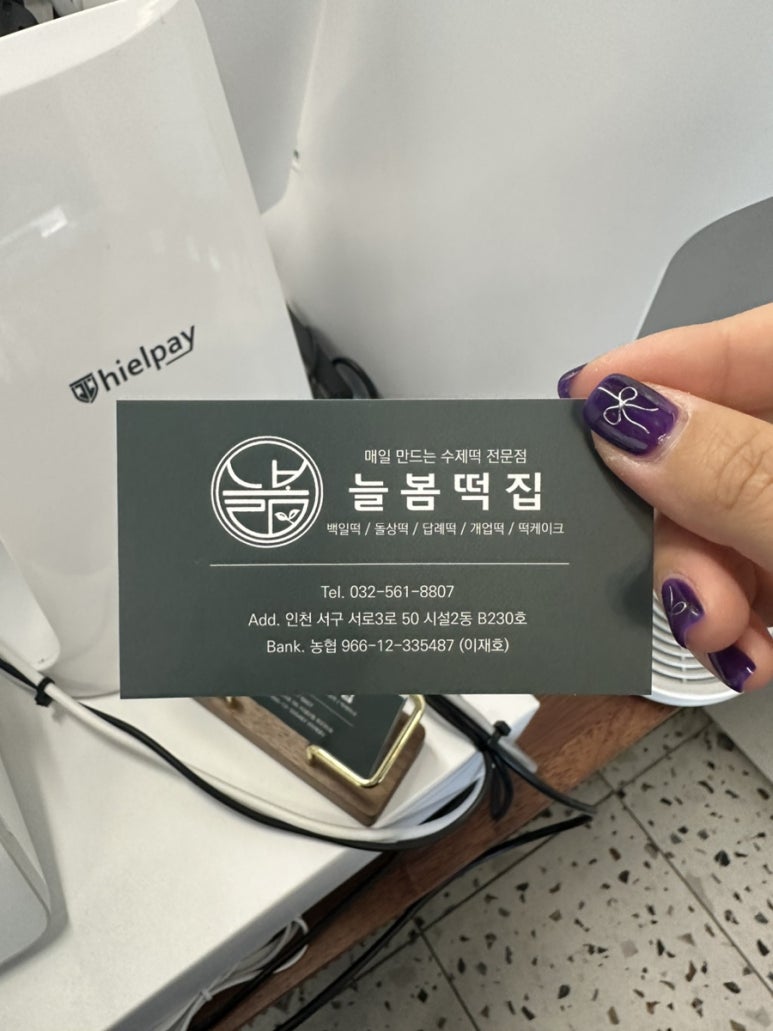 hielpay
매일 만드는 수제떡 전문점
늘봄떡집
백일떡 / 돌상떡 / 답례떡 / 개업떡 / 떡케이크
늘봄
Tel. 032-561-8807
Add. 인천 서구 서로3로 50 시설2동 B230호
Bank. 농협 966-12-335487 (이재호)